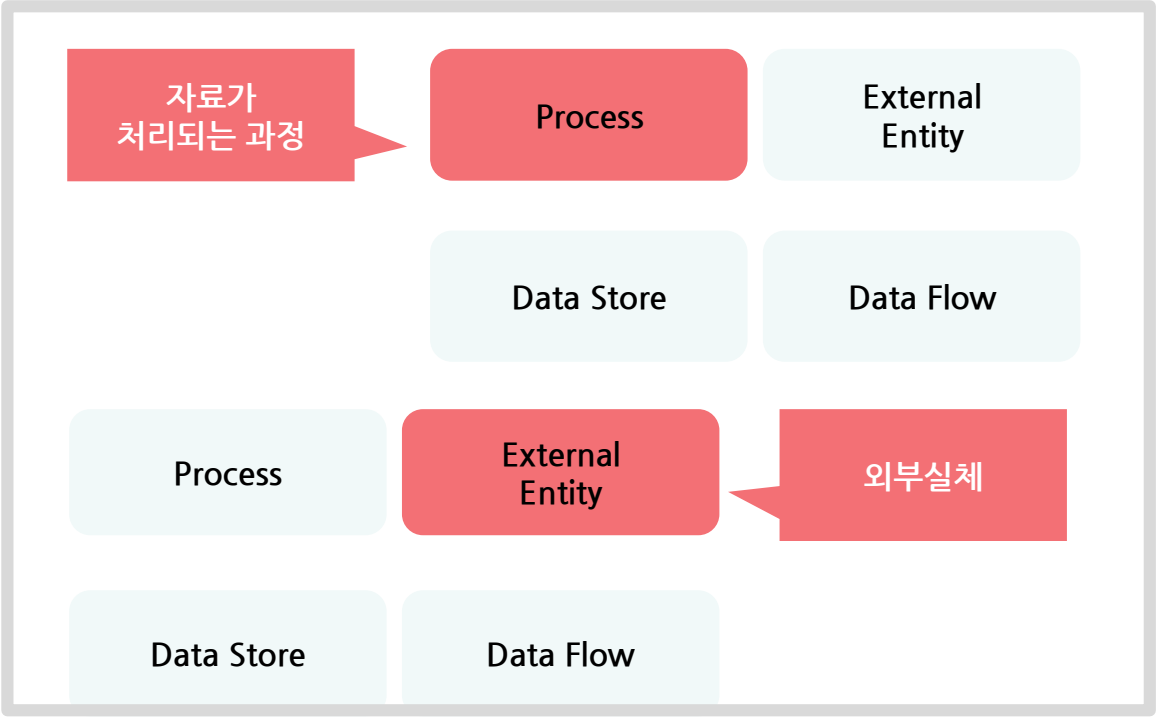 자료가
처리되는 과정
Process
External
Entity
Data Store
Data Flow
Process
External
Entity
외부실체
Data Store
Data Flow